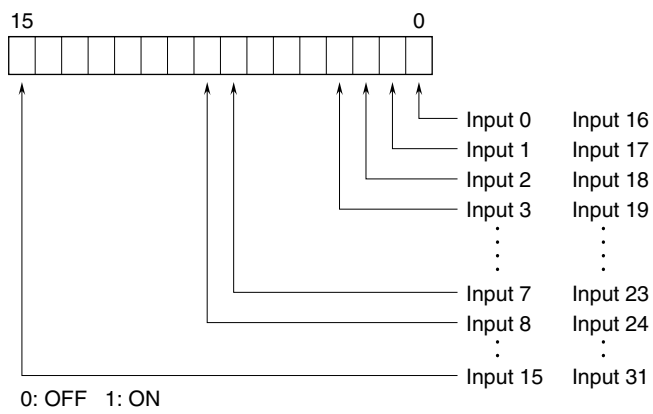 15 0
Input 0 Input 16
Input 1 Input 17
Input 2 Input 18
Input 3 Input 19
Input 7 Input 23
Input 8 Input 24
Input 15 Input 31
0: OFF 1: ON